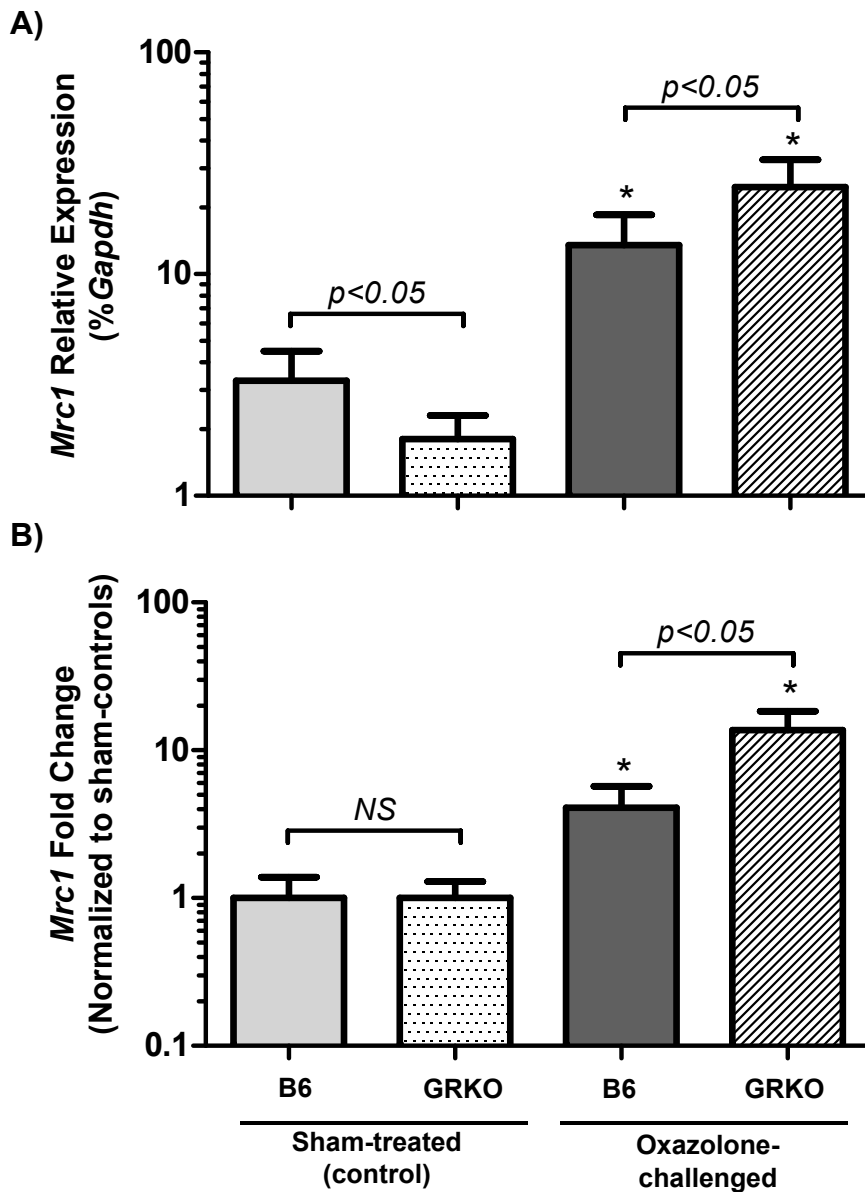 A)
100
10
1
Mrc1 Relative Expression
(%Gapdh)
p<0.05
p<0.05
*
*
B)
100
10
1
0.1
Mrc1 Fold Change
(Normalized to sham-controls)
NS
p<0.05
*
*
B6
GRKO
B6
GRKO
Sham-treated
(control)
Oxazolone-
challenged